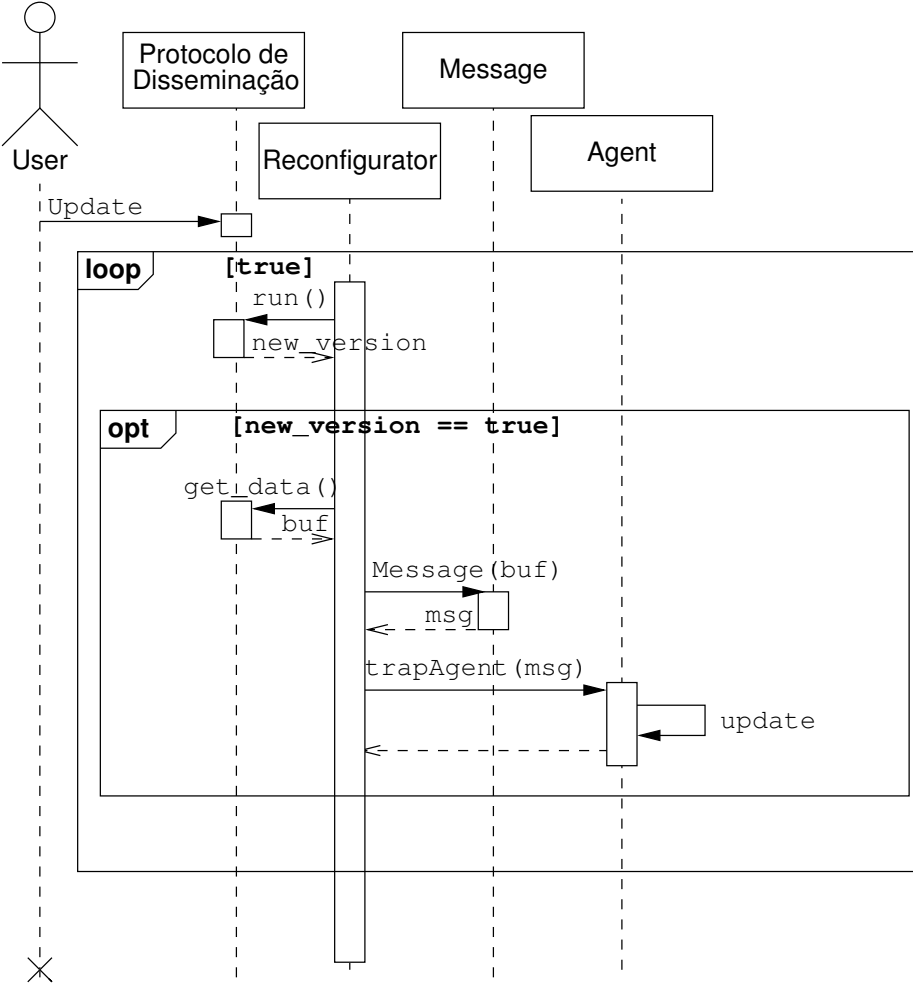 Protocolo de
Disseminação
Message
User
Reconfigurator
Agent
Update
loop
[true]
run()
new_version
opt
[new_version == true]
get_data()
buf
Message(buf)
msg
trapAgent(msg)
update